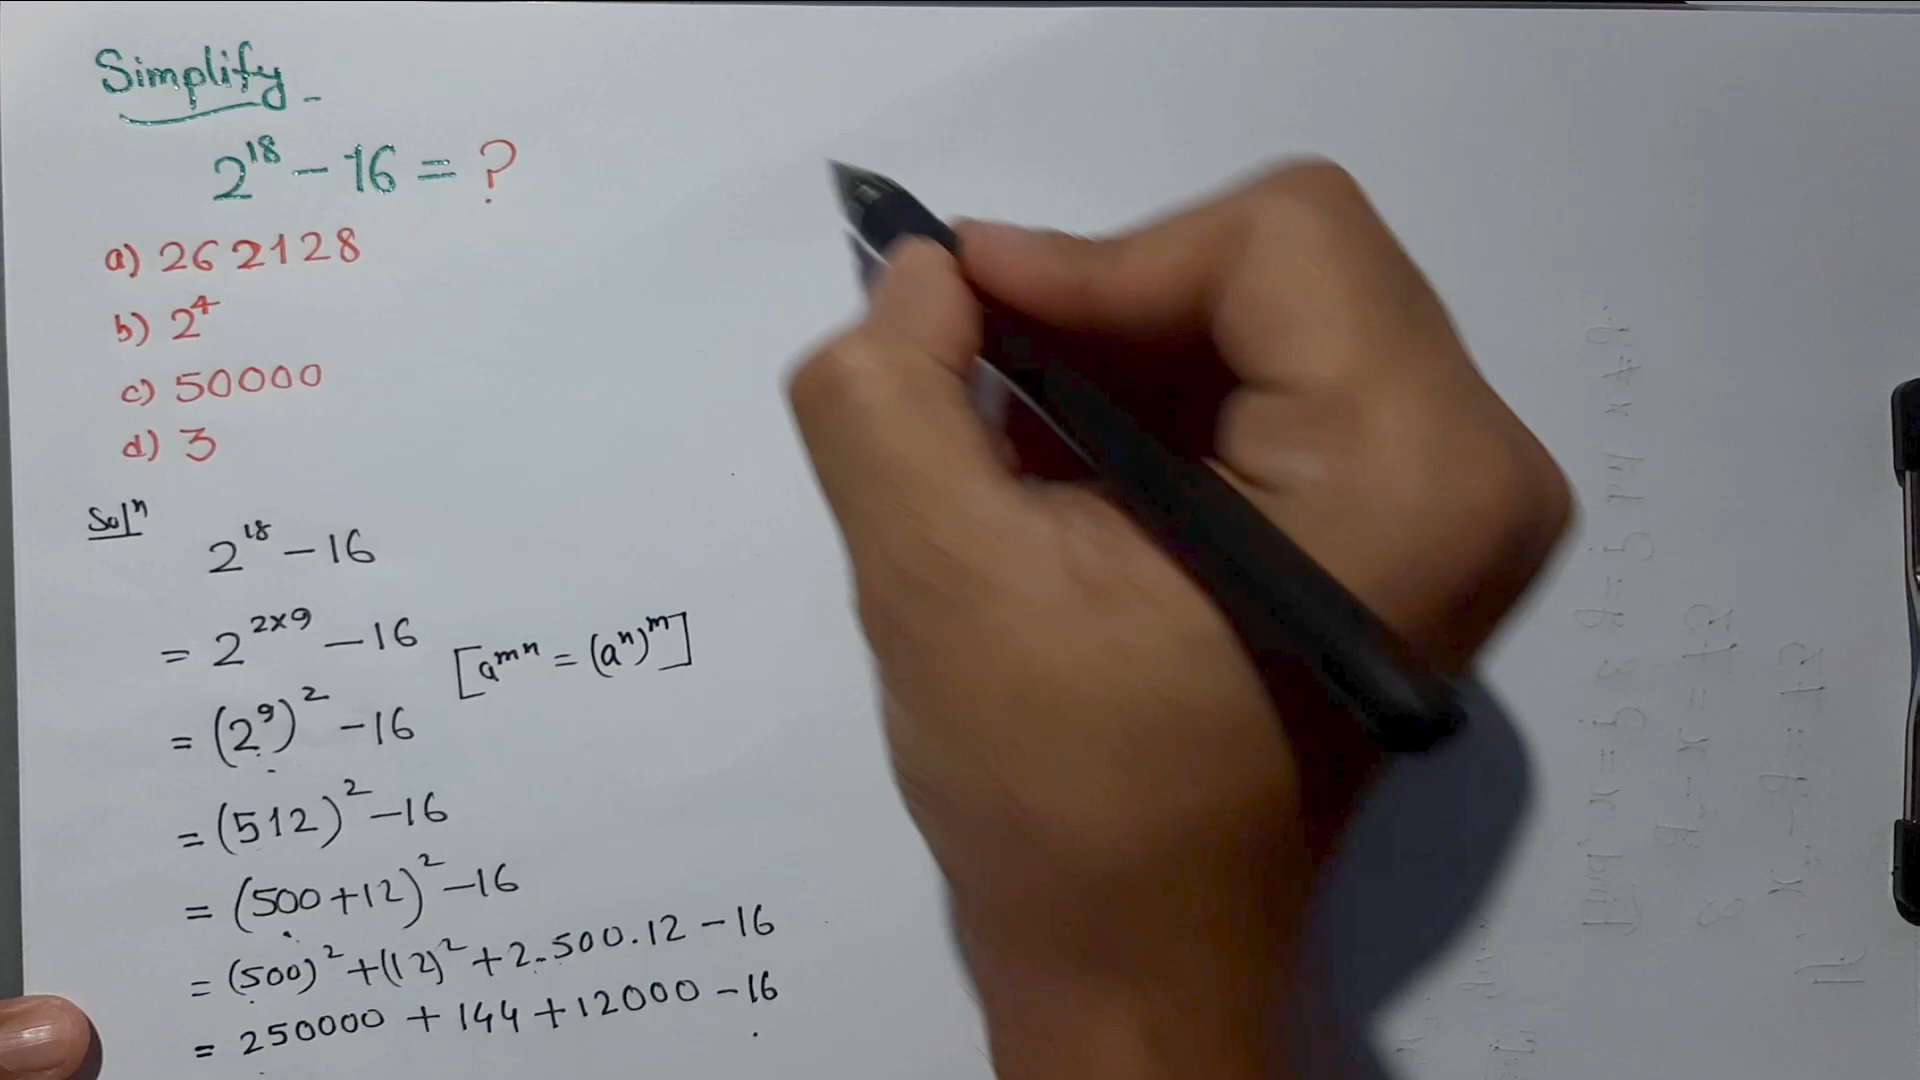 Simplify -
2^18 - 16 = ?
a) 262128
b) 2^4
c) 50000
d) 3
Sol^n
2^18 - 16
= 2^2×9 - 16 [a^mn = (a^n)^m]
= (2^9)^2 - 16
= (512)^2 - 16
= (500+12)^2 - 16
= (500)^2 + (12)^2 + 2.500.12 - 16
= 250000 + 144 + 12000 - 16